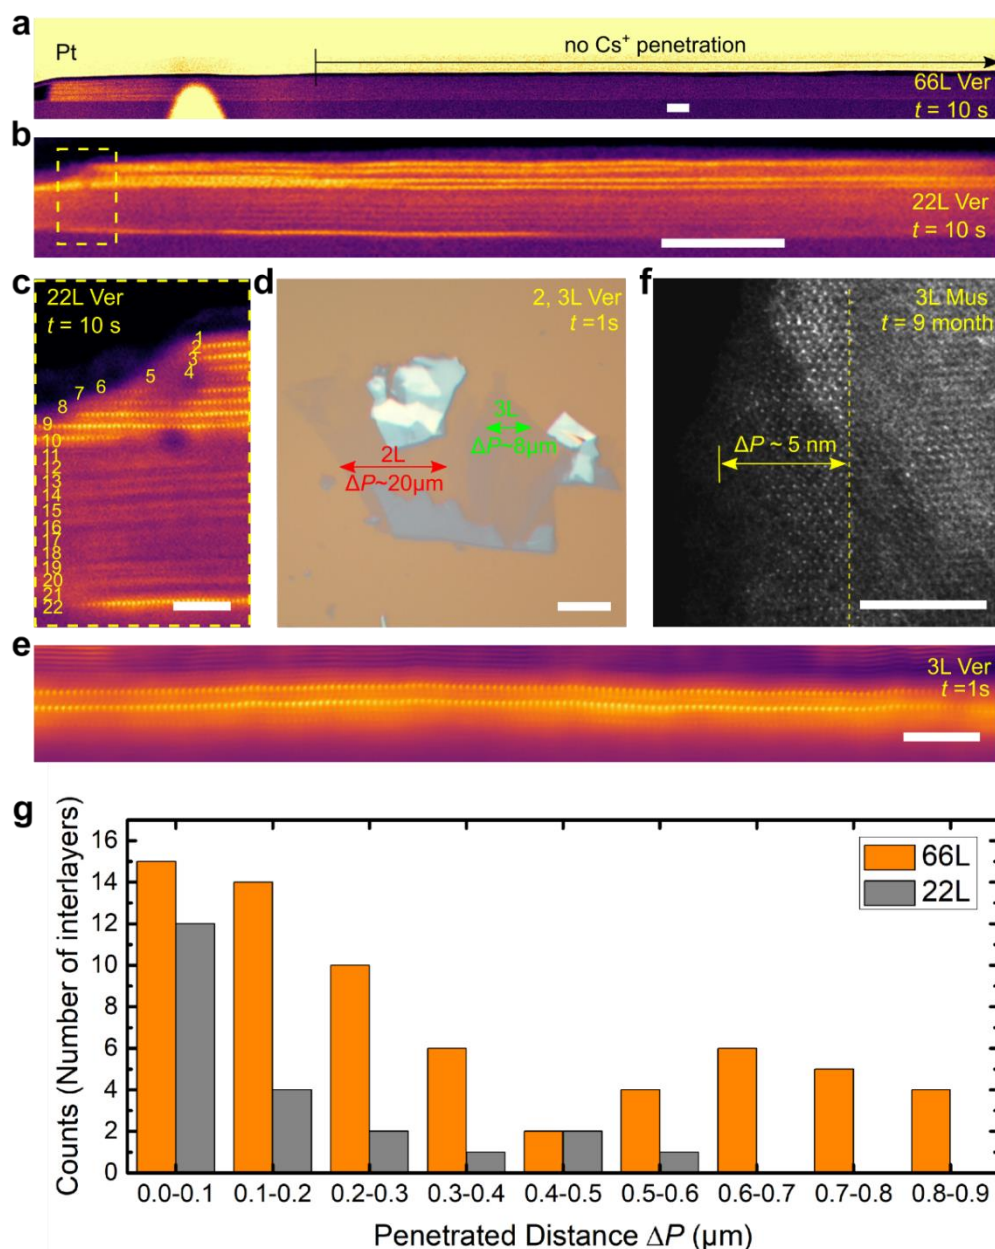 a
Pt
no Cs⁺ penetration
66L Ver
t = 10 s
b
22L Ver
t = 10 s
c
22L Ver
t = 10 s
1
2
3
4
5
6
7
8
9
10
11
12
13
14
15
16
17
18
19
20
21
22
d
2, 3L Ver
t =1s
3L
ΔP~8μm
2L
ΔP~20μm
f
3L Mus
t = 9 month
ΔP ~ 5 nm
e
3L Ver
t =1s
g
Counts (Number of interlayers)
16
14
12
10
8
6
4
2
0
66L
22L
0.0-0.1 0.1-0.2 0.2-0.3 0.3-0.4 0.4-0.5 0.5-0.6 0.6-0.7 0.7-0.8 0.8-0.9
Penetrated Distance ΔP (μm)